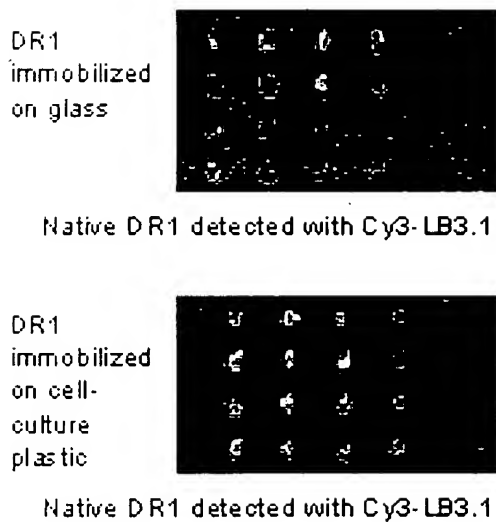 DR1
immobilized
on glass
Native DR1 detected with Cy3-LB3.1
DR1
immobilized
on cell-
culture
plastic
Native DR1 detected with Cy3-LB3.1